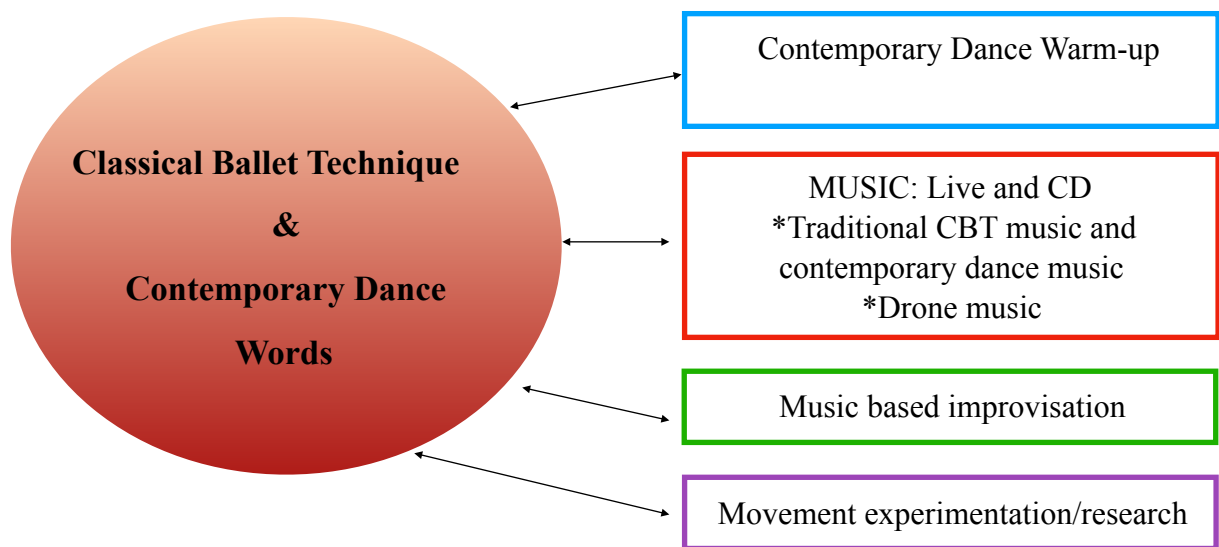 Classical Ballet Technique
&
Contemporary Dance
Words
Contemporary Dance Warm-up
MUSIC: Live and CD
*Traditional CBT music and
contemporary dance music
*Drone music
Music based improvisation
Movement experimentation/research